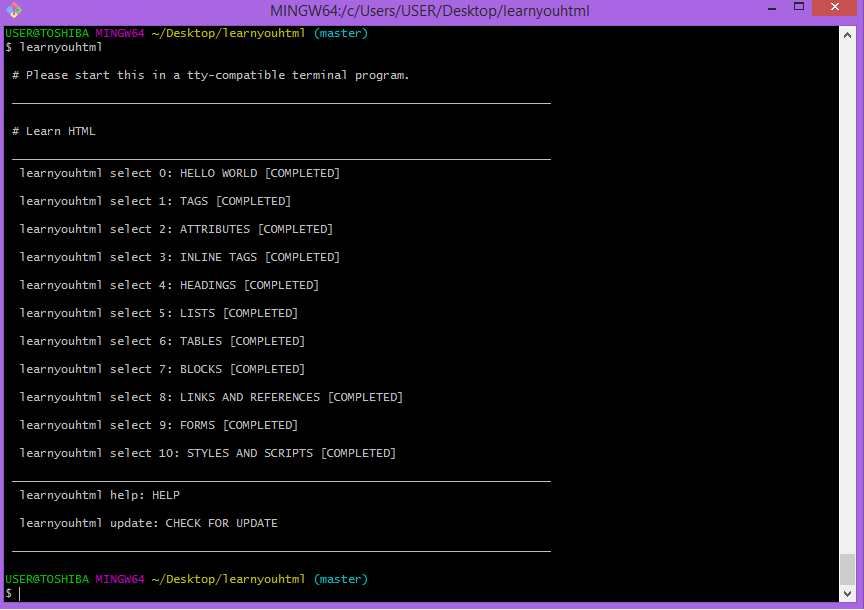 MINGW64:/c/Users/USER/Desktop/learnyouhtml
USER@TOSHIBA MINGW64 ~/Desktop/learnyouhtml (master)
$ learnyouhtml
# Please start this in a tty-compatible terminal program.
# Learn HTML
learnyouhtml select 0: HELLO WORLD [COMPLETED]
learnyouhtml select 1: TAGS [COMPLETED]
learnyouhtml select 2: ATTRIBUTES [COMPLETED]
learnyouhtml select 3: INLINE TAGS [COMPLETED]
learnyouhtml select 4: HEADINGS [COMPLETED]
learnyouhtml select 5: LISTS [COMPLETED]
learnyouhtml select 6: TABLES [COMPLETED]
learnyouhtml select 7: BLOCKS [COMPLETED]
learnyouhtml select 8: LINKS AND REFERENCES [COMPLETED]
learnyouhtml select 9: FORMS [COMPLETED]
learnyouhtml select 10: STYLES AND SCRIPTS [COMPLETED]
learnyouhtml help: HELP
learnyouhtml update: CHECK FOR UPDATE
USER@TOSHIBA MINGW64 ~/Desktop/learnyouhtml (master)
$